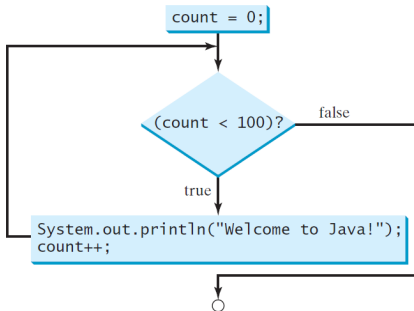 count = 0;
(count < 100)?
false
true
System.out.println("Welcome to Java!");
count++;